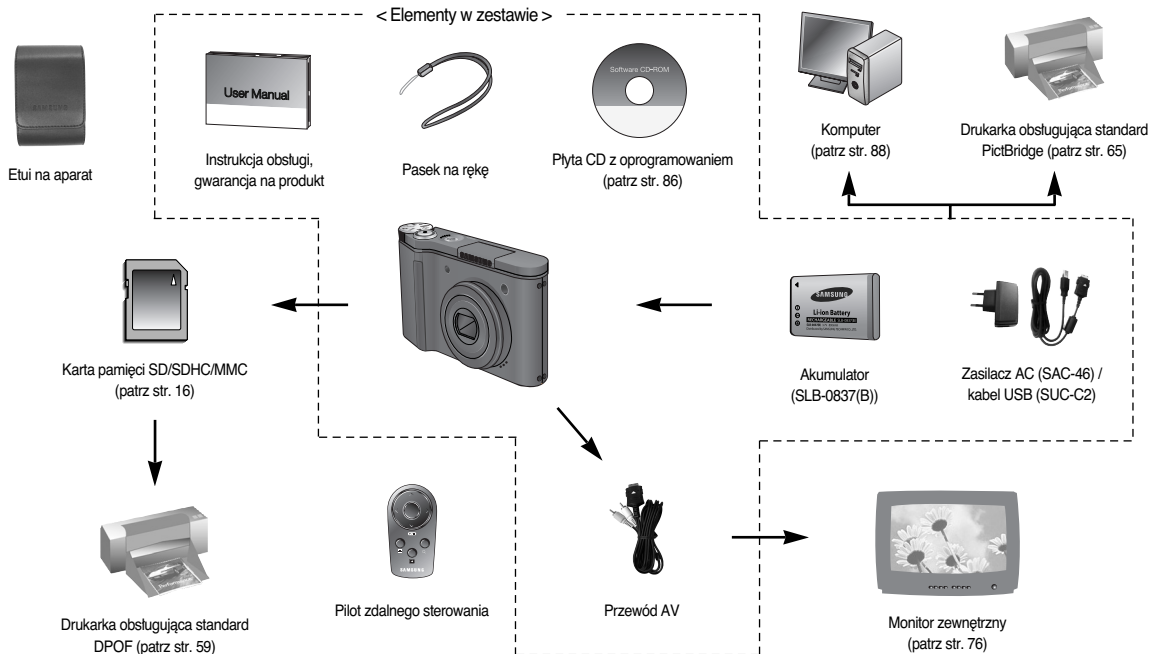 < Elementy w zestawie >
SAMSUNG
User Manual
Software CD-ROM
Etui na aparat
Instrukcja obsługi,
gwarancja na produkt
Pasek na rękę
Płyta CD z oprogramowaniem
(patrz str. 86)
Komputer
(patrz str. 88)
Drukarka obsługująca standard
PictBridge (patrz str. 65)
SAMSUNG
SAMSUNG
Li-ion Battery
Karta pamięci SD/SDHC/MMC
(patrz str. 16)
Akumulator
(SLB-0837(B))
Zasilacz AC (SAC-46) /
kabel USB (SUC-C2)
SAMSUNG
Drukarka obsługująca standard
DPOF (patrz str. 59)
Pilot zdalnego sterowania
Przewód AV
Monitor zewnętrzny
(patrz str. 76)